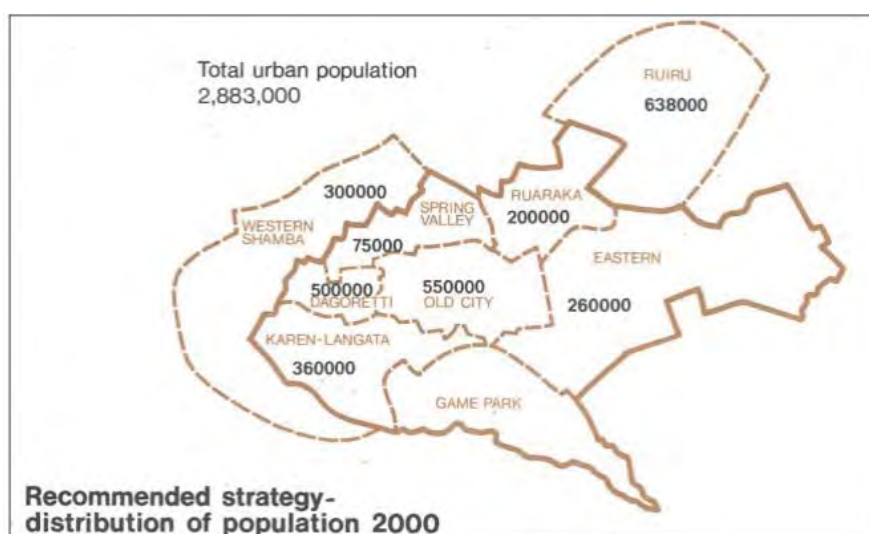 Total urban population
2,883,000
RUIRU
638000
300000
WESTERN
SHAMBA
SPRING
VALLEY
75000
RUARAKA
200000
EASTERN
260000
500000
DAGORETTI
550000
OLD CITY
KAREN-LANGATA
360000
GAME PARK
Recommended strategy-
distribution of population 2000